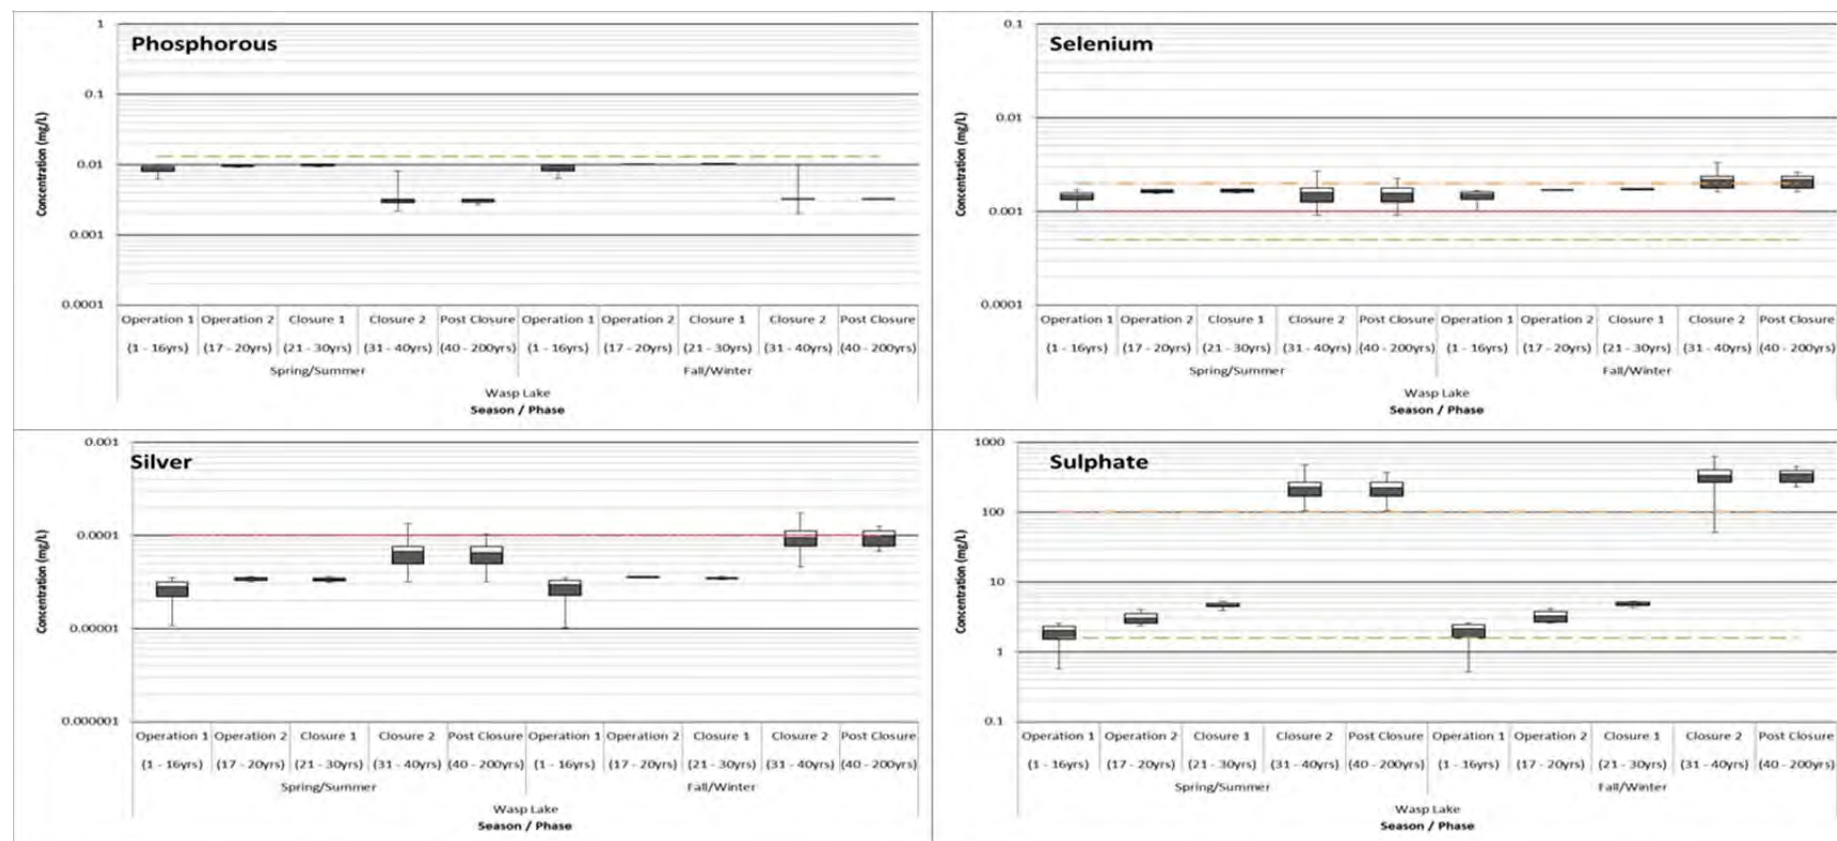 Phosphorous
Concentration (mg/L)
1
0.1
0.01
0.001
0.0001
Operation 1 Operation 2 Closure 1 Closure 2 Post Closure Operation 1 Operation 2 Closure 1 Closure 2 Post Closure
(1 - 16yrs) (17 - 20yrs) (21 - 30yrs) (31 - 40yrs) (40 - 200yrs) (1 - 16yrs) (17 - 20yrs) (21 - 30yrs) (31 - 40yrs) (40 - 200yrs)
Spring/Summer Fall/Winter
Wasp Lake
Season / Phase
Selenium
Concentration (mg/L)
0.1
0.01
0.001
0.0001
Operation 1 Operation 2 Closure 1 Closure 2 Post Closure Operation 1 Operation 2 Closure 1 Closure 2 Post Closure
(1 - 16yrs) (17 - 20yrs) (21 - 30yrs) (31 - 40yrs) (40 - 200yrs) (1 - 16yrs) (17 - 20yrs) (21 - 30yrs) (31 - 40yrs) (40 - 200yrs)
Spring/Summer Fall/Winter
Wasp Lake
Season / Phase
Silver
Concentration (mg/L)
0.001
0.0001
0.00001
0.000001
Operation 1 Operation 2 Closure 1 Closure 2 Post Closure Operation 1 Operation 2 Closure 1 Closure 2 Post Closure
(1 - 16yrs) (17 - 20yrs) (21 - 30yrs) (31 - 40yrs) (40 - 200yrs) (1 - 16yrs) (17 - 20yrs) (21 - 30yrs) (31 - 40yrs) (40 - 200yrs)
Spring/Summer Fall/Winter
Wasp Lake
Season / Phase
Sulphate
Concentration (mg/L)
1000
100
10
1
0.1
Operation 1 Operation 2 Closure 1 Closure 2 Post Closure Operation 1 Operation 2 Closure 1 Closure 2 Post Closure
(1 - 16yrs) (17 - 20yrs) (21 - 30yrs) (31 - 40yrs) (40 - 200yrs) (1 - 16yrs) (17 - 20yrs) (21 - 30yrs) (31 - 40yrs) (40 - 200yrs)
Spring/Summer Fall/Winter
Wasp Lake
Season / Phase